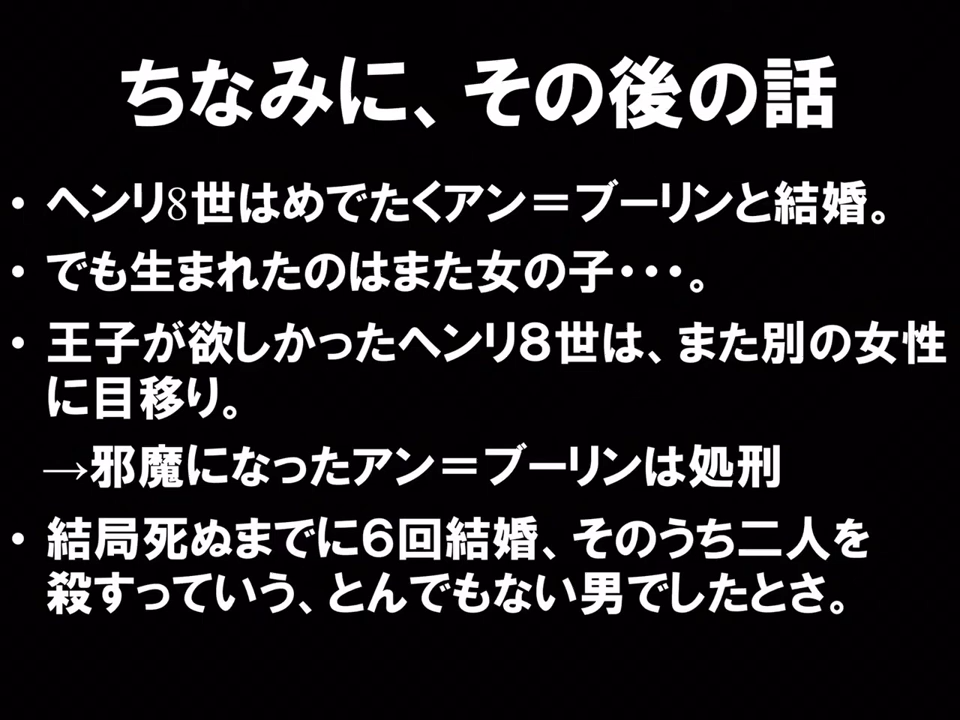 ちなみに、その後の話
• ヘンリ8世はめでたくアン＝ブーリンと結婚。
• でも生まれたのはまた女の子・・・。
• 王子が欲しかったヘンリ８世は、また別の女性
に目移り。
→邪魔になったアン＝ブーリンは処刑
• 結局死ぬまでに６回結婚、そのうち二人を
殺すっていう、とんでもない男でしたとさ。